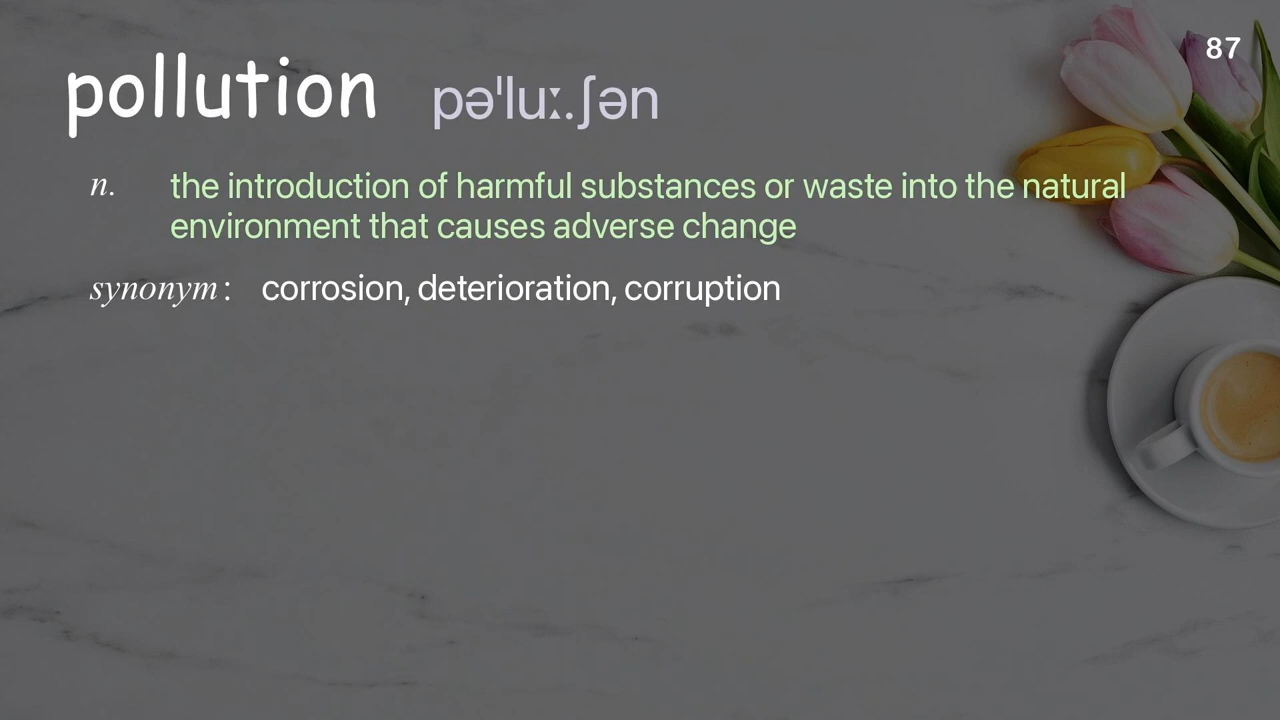 87
pollution pəˈluː.ʃən
n. the introduction of harmful substances or waste into the natural
environment that causes adverse change
synonym: corrosion, deterioration, corruption